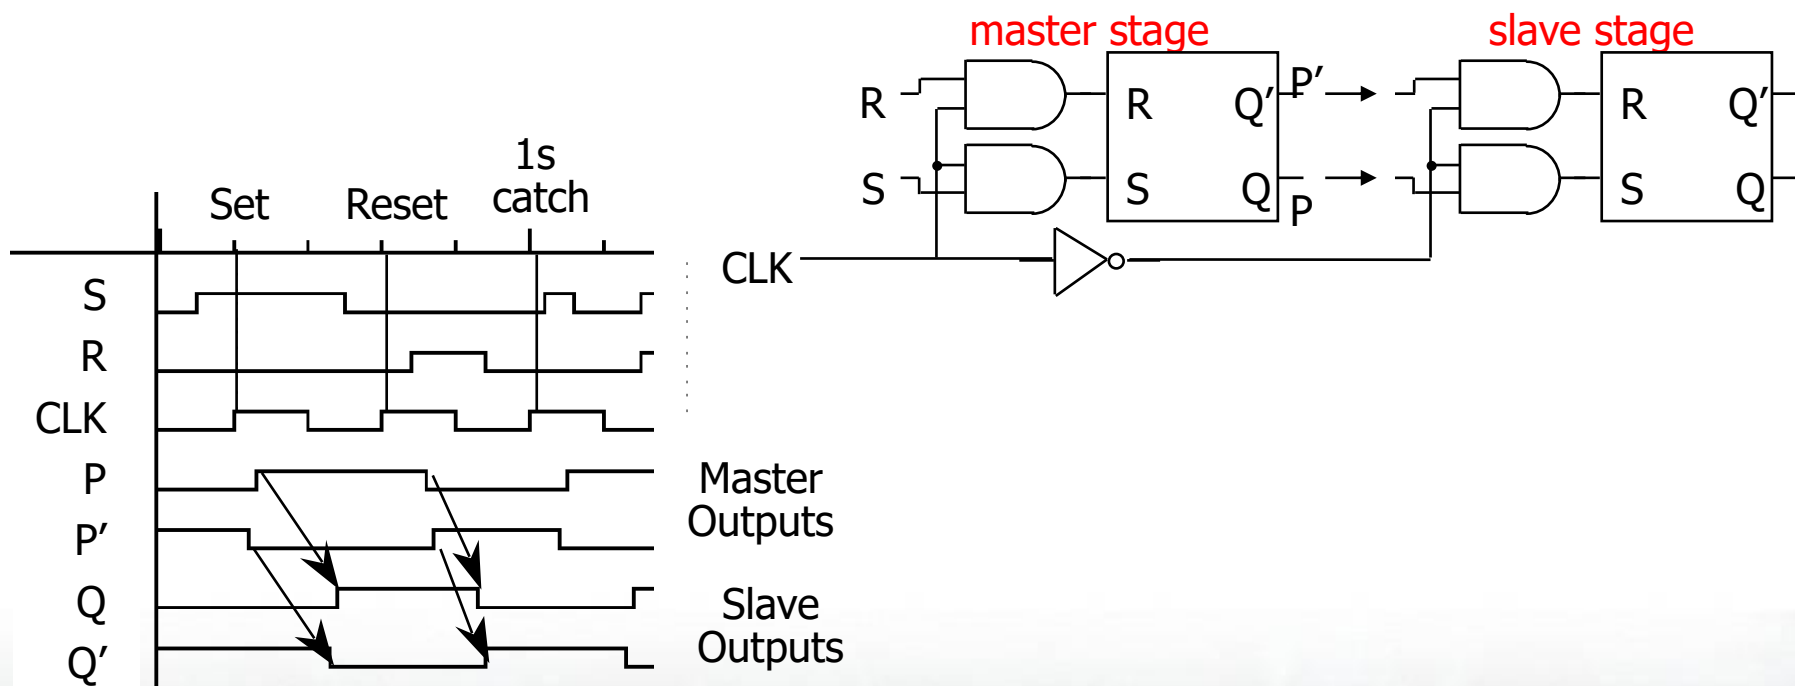 master stage
slave stage
R
R
Q’
P’
R
Q’
S
S
Q
P
S
Q
CLK
1s
catch
Set
Reset
S
R
CLK
P
P’
Q
Q’
Master
Outputs
Slave
Outputs